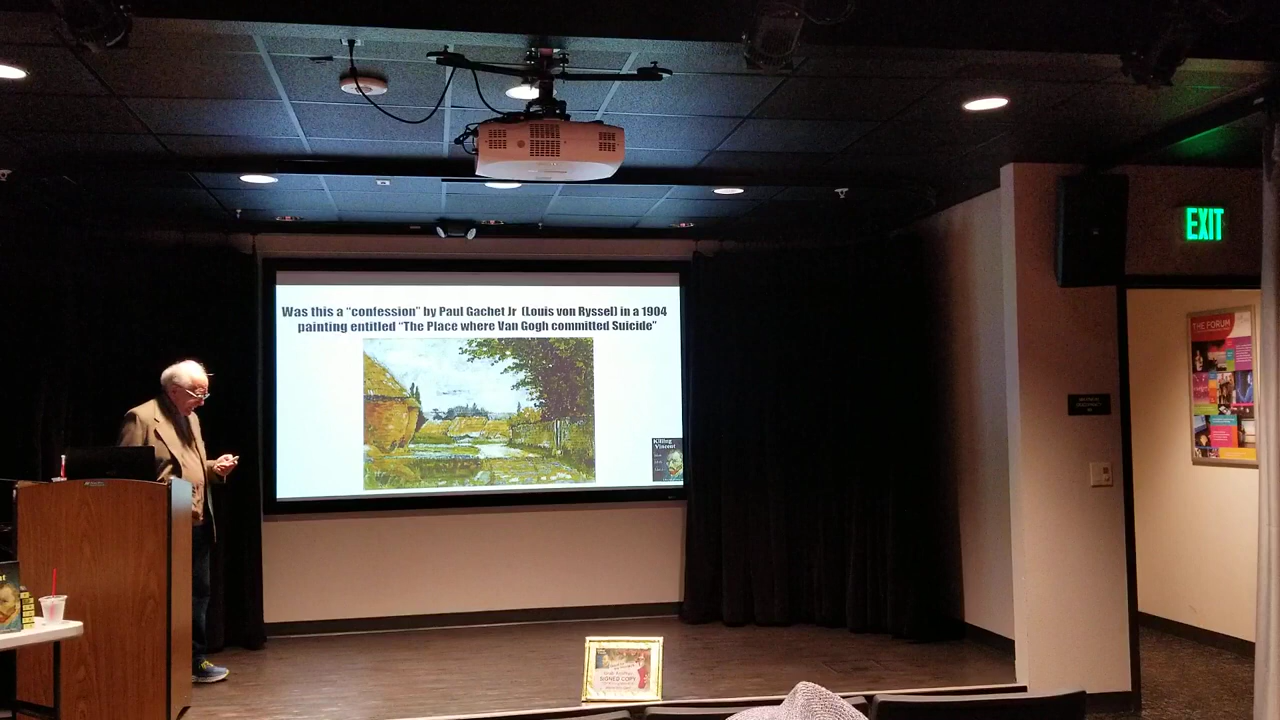 Was this a "confession" by Paul Gachet Jr (Louis von Ryssel) in a 1904
painting entitled "The Place where Van Gogh committed Suicide"
Killing
Vincent
EXIT
THE FORUM
SIGNED COPY